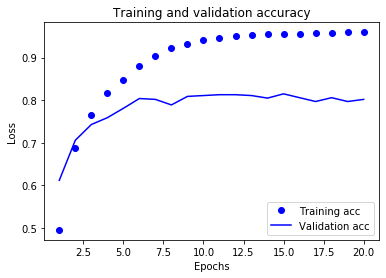 Training and validation accuracy
Loss
0.9
0.8
0.7
0.6
0.5
Training acc
Validation acc
2.5 5.0 7.5 10.0 12.5 15.0 17.5 20.0
Epochs